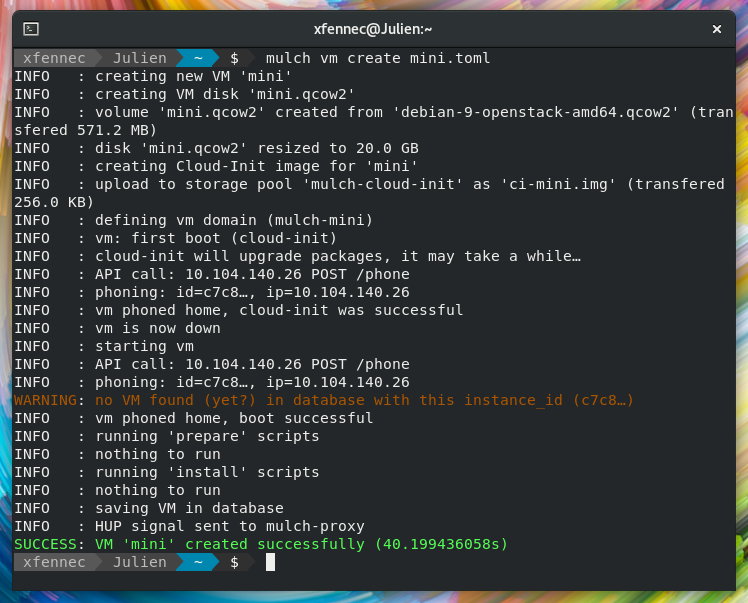 xfennec@Julien:~
xfennec Julien ~ $ mulch vm create mini.toml
INFO   : creating new VM 'mini'
INFO   : creating VM disk 'mini.qcow2'
INFO   : volume 'mini.qcow2' created from 'debian-9-openstack-amd64.qcow2' (tran
sfered 571.2 MB)
INFO   : disk 'mini.qcow2' resized to 20.0 GB
INFO   : creating Cloud-Init image for 'mini'
INFO   : upload to storage pool 'mulch-cloud-init' as 'ci-mini.img' (transfered
256.0 KB)
INFO   : defining vm domain (mulch-mini)
INFO   : vm: first boot (cloud-init)
INFO   : cloud-init will upgrade packages, it may take a while…
INFO   : API call: 10.104.140.26 POST /phone
INFO   : phoning: id=c7c8…, ip=10.104.140.26
INFO   : vm phoned home, cloud-init was successful
INFO   : vm is now down
INFO   : starting vm
INFO   : API call: 10.104.140.26 POST /phone
INFO   : phoning: id=c7c8…, ip=10.104.140.26
WARNING: no VM found (yet?) in database with this instance_id (c7c8…)
INFO   : vm phoned home, boot successful
INFO   : running 'prepare' scripts
INFO   : nothing to run
INFO   : running 'install' scripts
INFO   : nothing to run
INFO   : saving VM in database
INFO   : HUP signal sent to mulch-proxy
SUCCESS: VM 'mini' created successfully (40.199436058s)
xfennec Julien ~ $